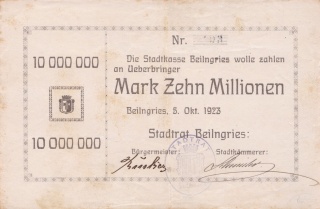 Nr.
10 000 000
Die Stadtkasse Beilngries wolle zahlen
an Ueberbringer
Mark Zehn Millionen
Beilngries, 5. Okt. 1923
10 000 000
Stadtrat Beilngries:
Bürgermeister:
Stadtkämmerer: